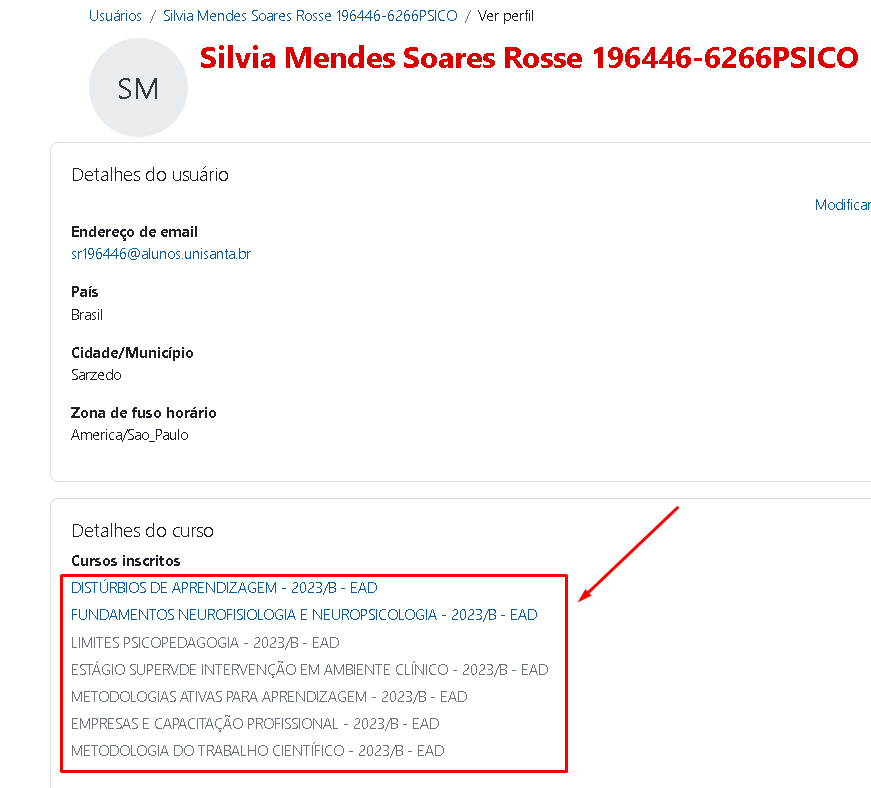 Usuários / Silvia Mendes Soares Rosse 196446-6266PSICO / Ver perfil
SM
Silvia Mendes Soares Rosse 196446-6266PSICO
Detalhes do usuário
Modificar
Endereço de email
sr196446@alunos.unisanta.br
País
Brasil
Cidade/Município
Sarzedo
Zona de fuso horário
America/Sao_Paulo
Detalhes do curso
Cursos inscritos
DISTÚRBIOS DE APRENDIZAGEM - 2023/B - EAD
FUNDAMENTOS NEUROFISIOLOGIA E NEUROPSICOLOGIA - 2023/B - EAD
LIMITES PSICOPEDAGOGIA - 2023/B - EAD
ESTÁGIO SUPERV.DE INTERVENÇÃO EM AMBIENTE CLÍNICO - 2023/B - EAD
METODOLOGIAS ATIVAS PARA APRENDIZAGEM - 2023/B - EAD
EMPRESAS E CAPACITAÇÃO PROFISSIONAL - 2023/B - EAD
METODOLOGIA DO TRABALHO CIENTÍFICO - 2023/B - EAD